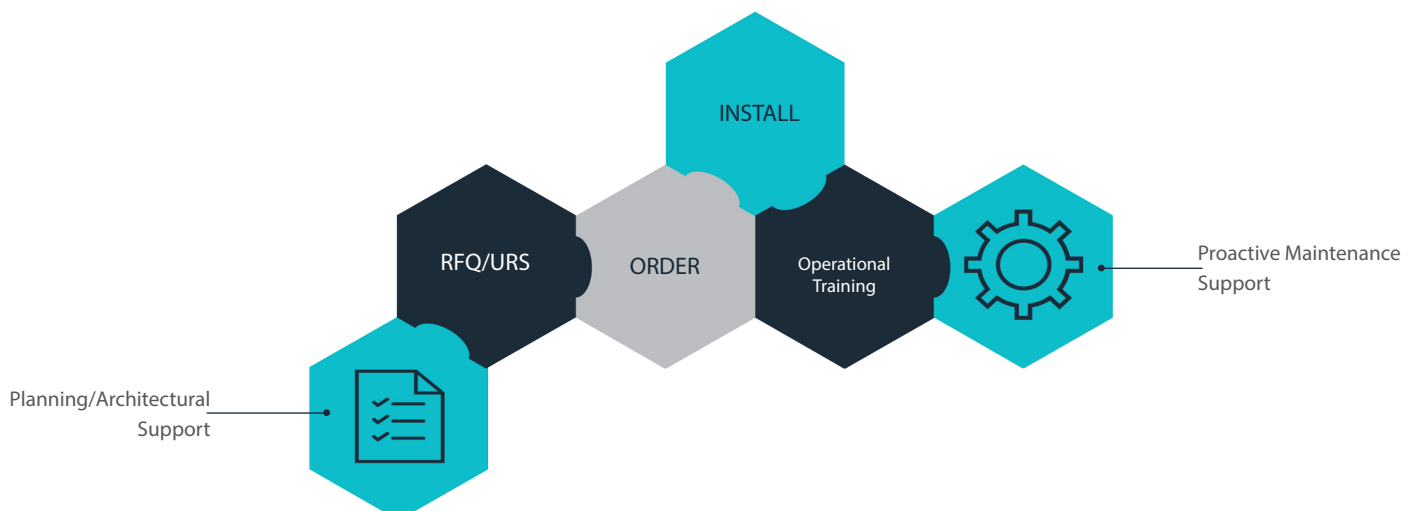 INSTALL
RFQ/URS
ORDER
Operational
Training
Proactive Maintenance
Support
Planning/Architectural
Support